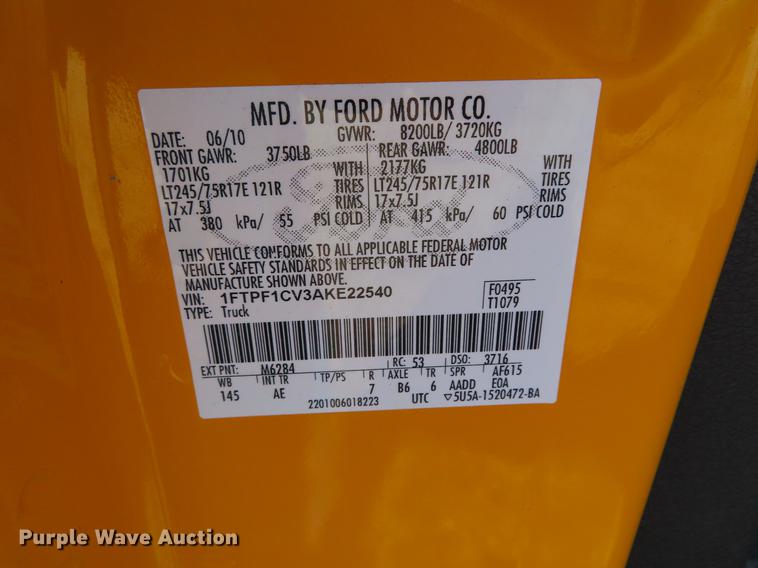 MFD. BY FORD MOTOR CO.
DATE: 06/10 GVWR: 8200LB/ 3720KG
FRONT GAWR: 3750LB REAR GAWR: 4800LB
1701KG WITH 2177KG WITH
LT245/75R17E 121R TIRES LT245/75R17E 121R TIRES
17x7.5J RIMS 17x7.5J RIMS
AT 380 kPa/ 55 PSI COLD AT 415 kPa/ 60 PSI COLD
Ford
THIS VEHICLE CONFORMS TO ALL APPLICABLE FEDERAL MOTOR
VEHICLE SAFETY STANDARDS IN EFFECT ON THE DATE OF
MANUFACTURE SHOWN ABOVE.
VIN: 1FTPF1CV3AKE22540 F0495
TYPE: Truck T1079
EXT PNT: M6284 RC: 53 DSO: 3716
WB INT TR TP/PS R AXLE TR SPR AF615
145 AE 7 B6 6 AADD E0A
2201006018223 UTC ▽5U5A-1520472-BA
Purple Wave Auction